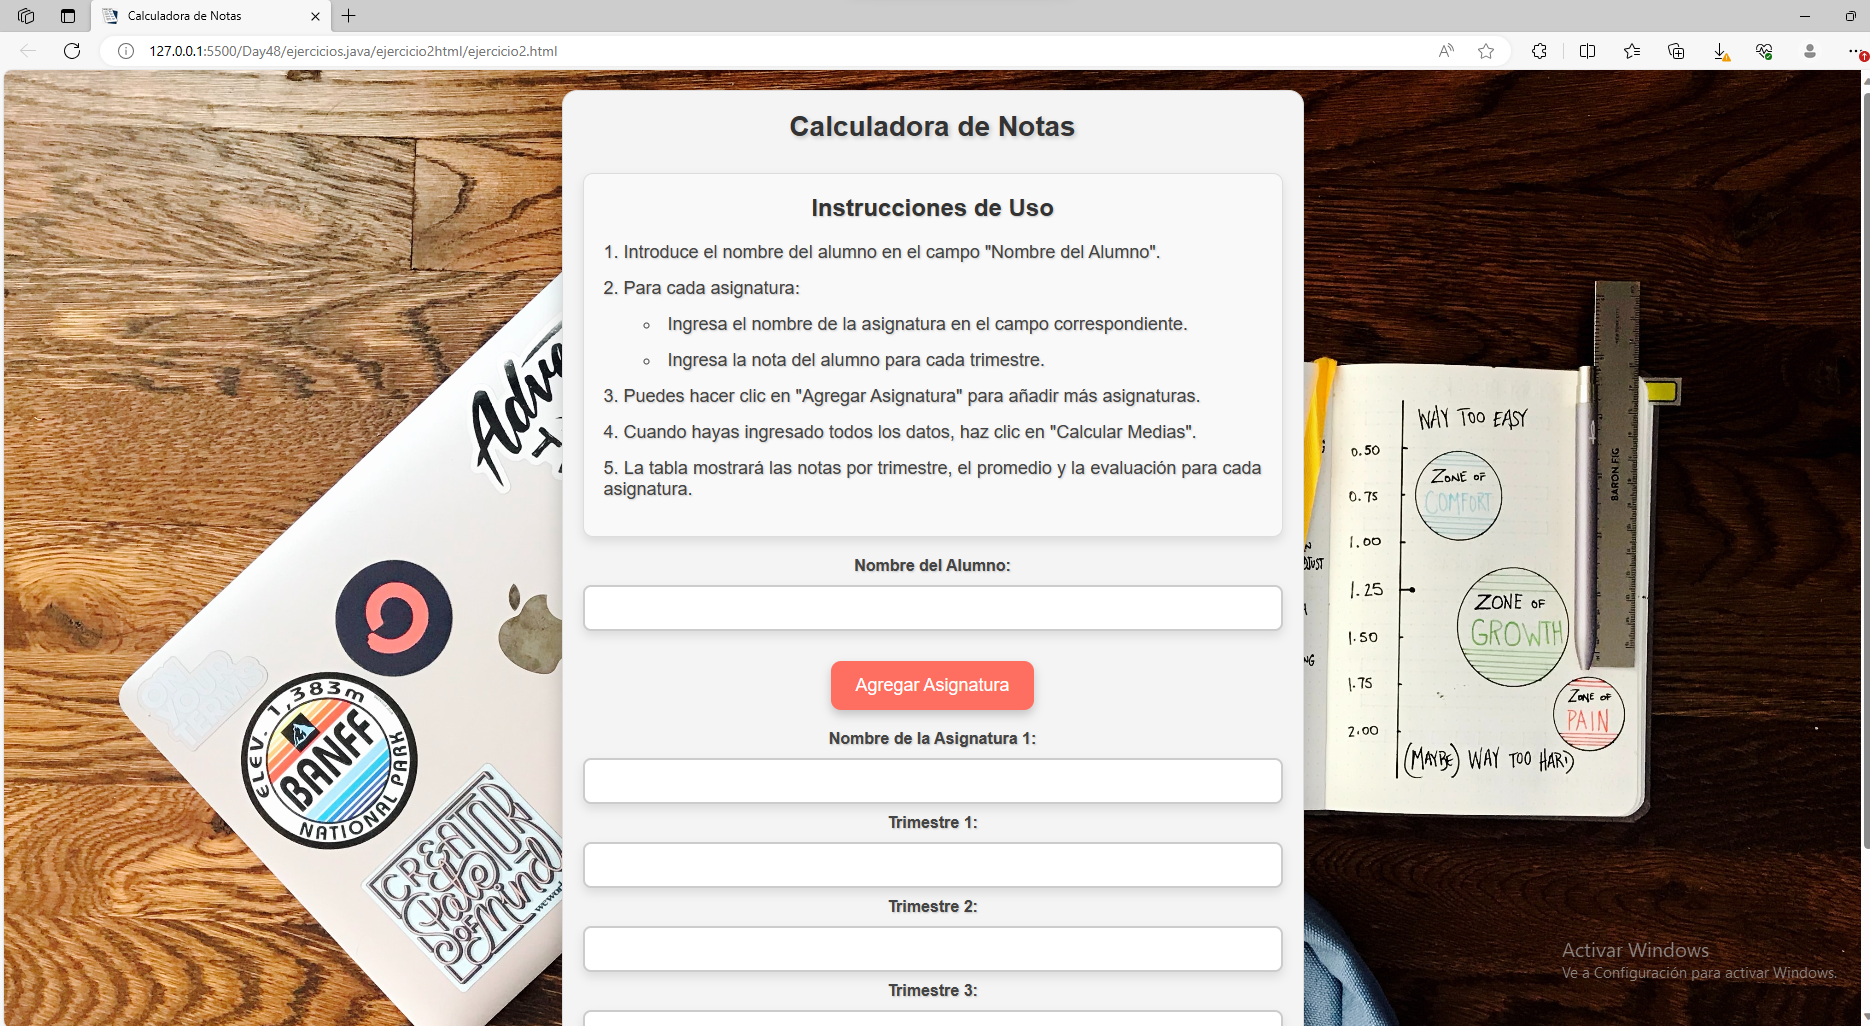 Calculadora de Notas
127.0.0.1:5500/Day48/ejercicios.java/ejercicio2html/ejercicio2.html
Calculadora de Notas
Instrucciones de Uso
1. Introduce el nombre del alumno en el campo "Nombre del Alumno".
2. Para cada asignatura:
Ingresa el nombre de la asignatura en el campo correspondiente.
Ingresa la nota del alumno para cada trimestre.
3. Puedes hacer clic en "Agregar Asignatura" para añadir más asignaturas.
4. Cuando hayas ingresado todos los datos, haz clic en "Calcular Medias".
5. La tabla mostrará las notas por trimestre, el promedio y la evaluación para cada
asignatura.
Nombre del Alumno:
Agregar Asignatura
Nombre de la Asignatura 1:
Trimestre 1:
Trimestre 2:
Trimestre 3:
ELEV. 1,383m
BANFF
NATIONAL PARK
CREATOR
State
OF
Mind
WAY TOO EASY
0.50
ZONE OF
COMFORT
0.75
1.00
1.25
ZONE OF
GROWTH
1.50
1.75
ZONE OF
PAIN
2.00
(MAYBE) WAY TOO HARD
BARON FIG
Activar Windows
Ve a Configuración para activar Windows.